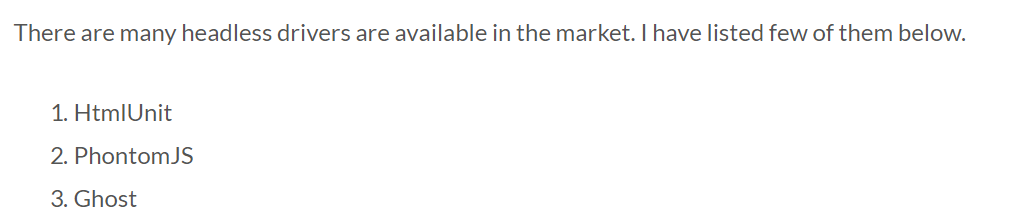 There are many headless drivers are available in the market. I have listed few of them below.
1. HtmlUnit
2. PhontomJS
3. Ghost